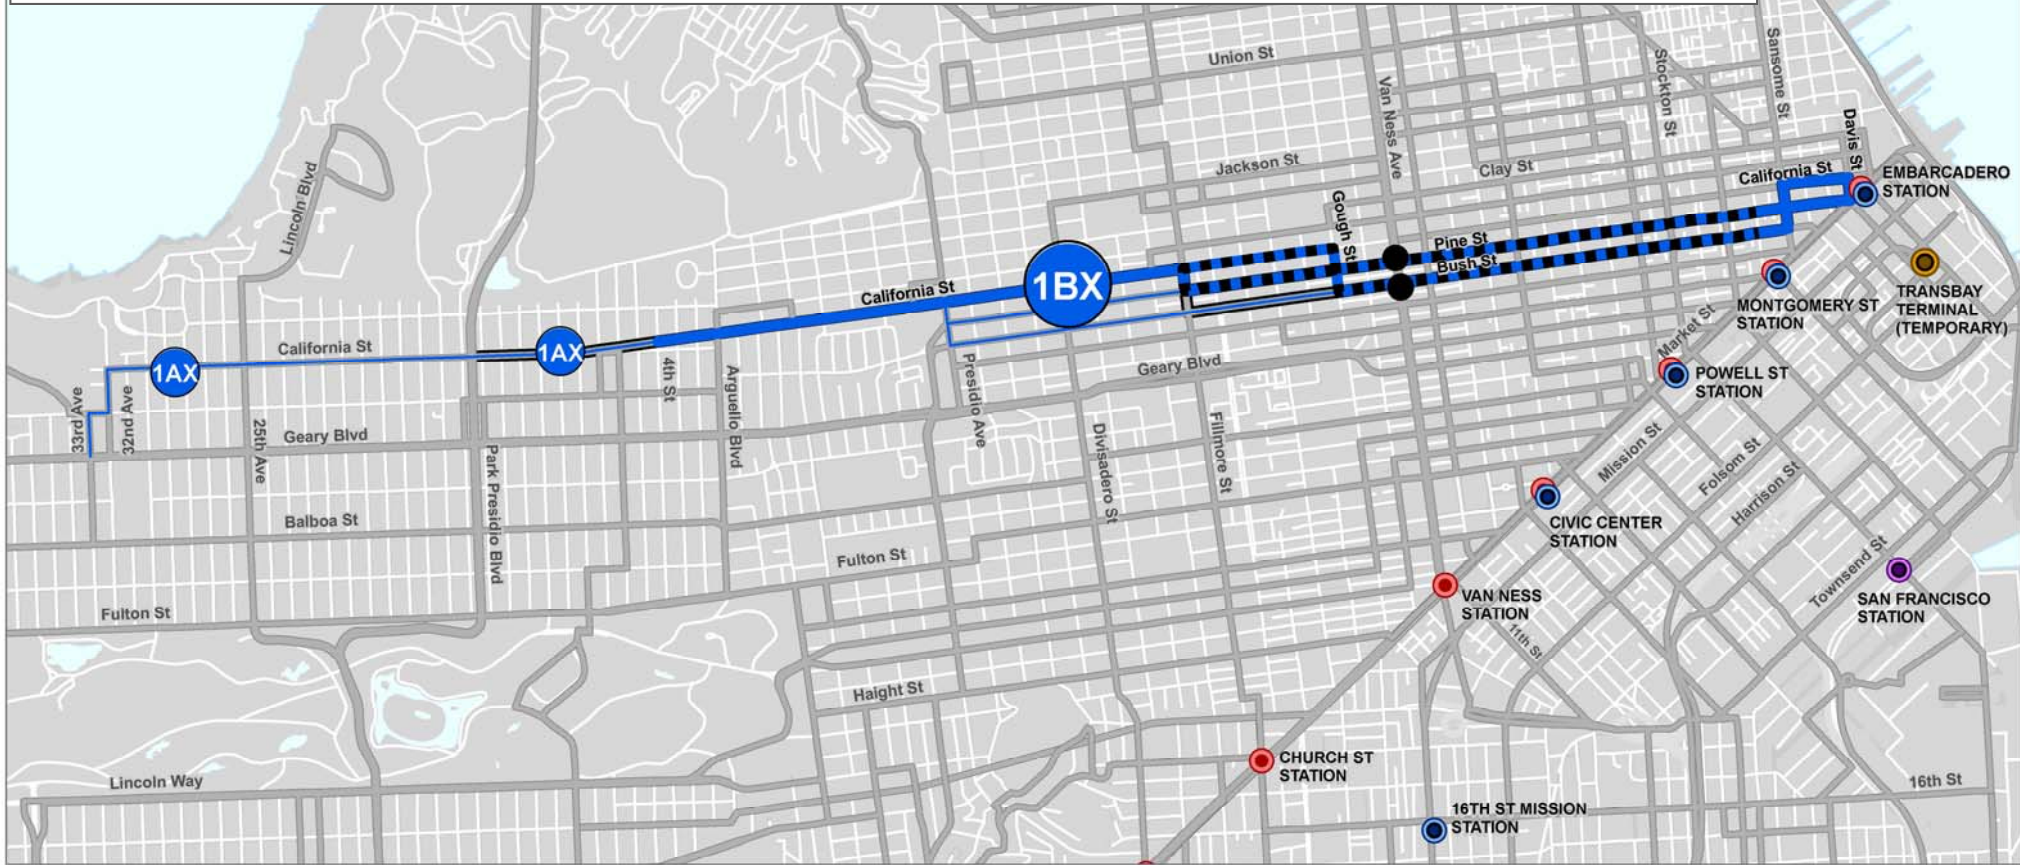 Union St
Van Ness Ave
Stockton St
Sansome St
Davis St
Lincoln Blvd
Jackson St
Clay St
California St
EMBARCADERO
STATION
Gough St
Pine St
Bush St
1BX
California St
TRANSBAY
TERMINAL
(TEMPORARY)
MONTGOMERY ST
STATION
Market St
California St
1AX
1AX
4th St
Arguello Blvd
Presidio Ave
Geary Blvd
POWELL ST
STATION
33rd Ave
32nd Ave
25th Ave
Geary Blvd
Park Presidio Blvd
Divisadero St
Fillmore St
Mission St
Folsom St
Harrison St
Balboa St
CIVIC CENTER
STATION
Fulton St
Townsend St
Fulton St
VAN NESS
STATION
11th St
SAN FRANCISCO
STATION
Haight St
CHURCH ST
STATION
Lincoln Way
16th St
16TH ST MISSION
STATION